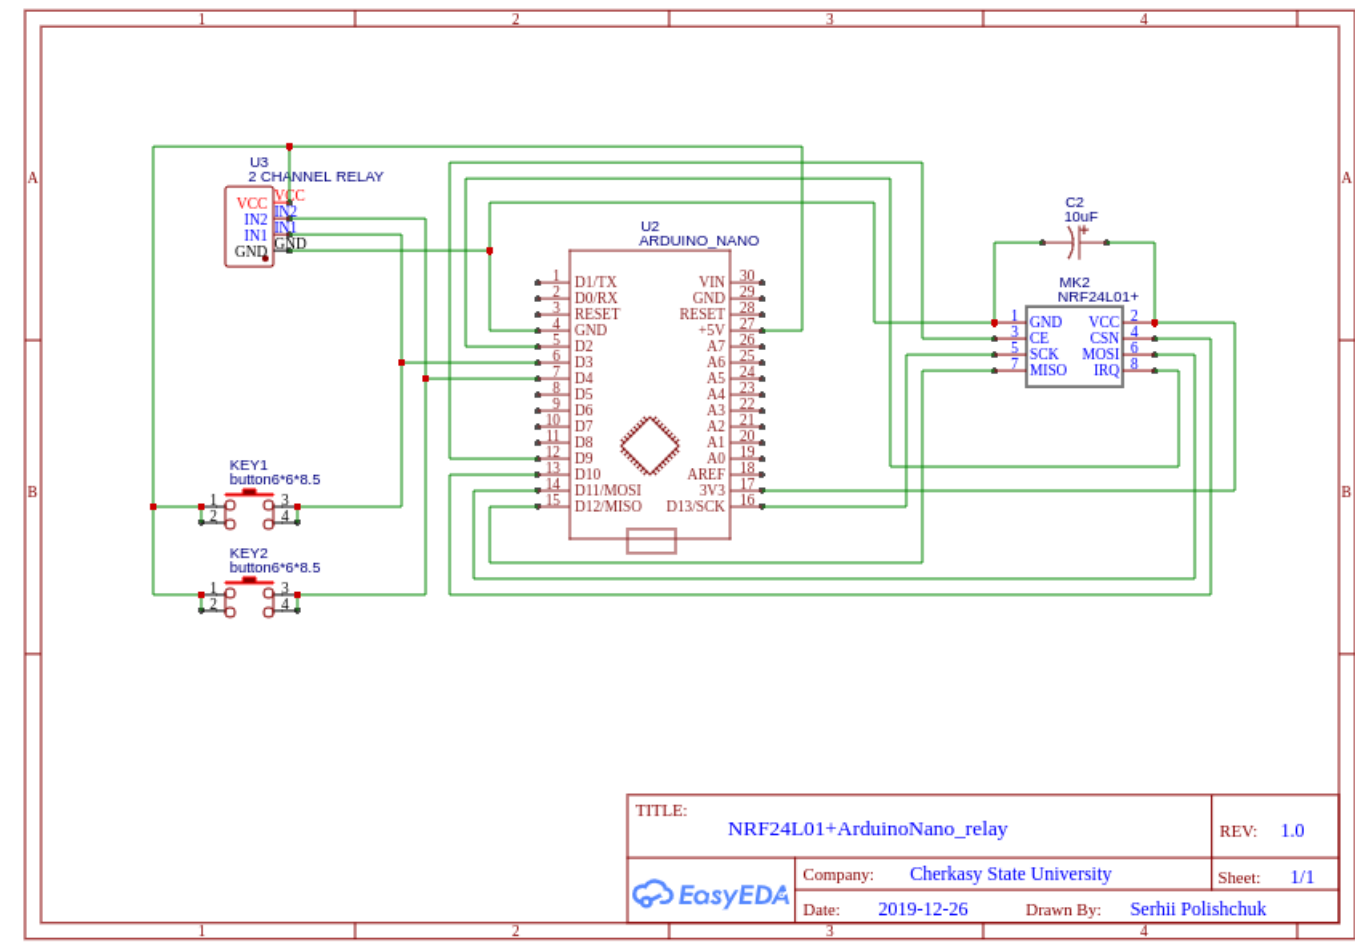 1 2 3 4
A A
B B
U3
2 CHANNEL RELAY
VCC VCC
IN2 IN2
IN1 IN1
GND GND
U2
ARDUINO_NANO
1 D1/TX VIN 30
2 D0/RX GND 29
3 RESET RESET 28
4 GND +5V 27
5 D2 A7 26
6 D3 A6 25
7 D4 A5 24
8 D5 A4 23
9 D6 A3 22
10 D7 A2 21
11 D8 A1 20
12 D9 A0 19
13 D10 AREF 18
14 D11/MOSI 3V3 17
15 D12/MISO D13/SCK 16
C2
10uF
+
MK2
NRF24L01+
1 GND VCC 2
3 CE CSN 4
5 SCK MOSI 6
7 MISO IRQ 8
KEY1
button6*6*8.5
1 3
2 4
KEY2
button6*6*8.5
1 3
2 4
TITLE:
NRF24L01+ArduinoNano_relay
REV: 1.0
EasyEDA
Company: Cherkasy State University
Sheet: 1/1
Date: 2019-12-26 Drawn By: Serhii Polishchuk
1 2 3 4